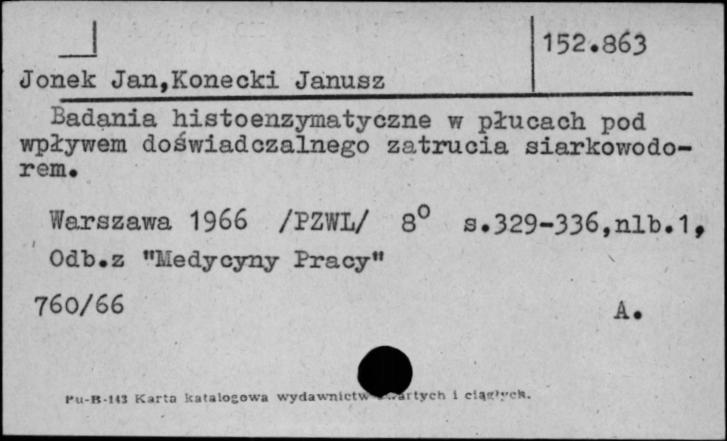 152.863
Jonek Jan,Konecki Janusz
Badania histoenzymatyczne w płucach pod
wpływem doświadczalnego zatrucia siarkowodo-
rem.
Warszawa 1966 /PZWL/ 8° s.329-336,nlb.1,
Odb.z "Medycyny Pracy"
760/66 A.
Pu-B-143 Karta katalogowa wydawnictw i ciągłych.